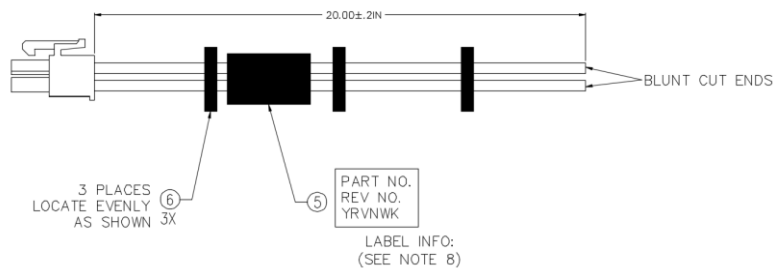 20.00±.2IN
BLUNT CUT ENDS
3 PLACES
LOCATE EVENLY
AS SHOWN
6
3X
5
PART NO.
REV NO.
YRVNWK
LABEL INFO:
(SEE NOTE 8)